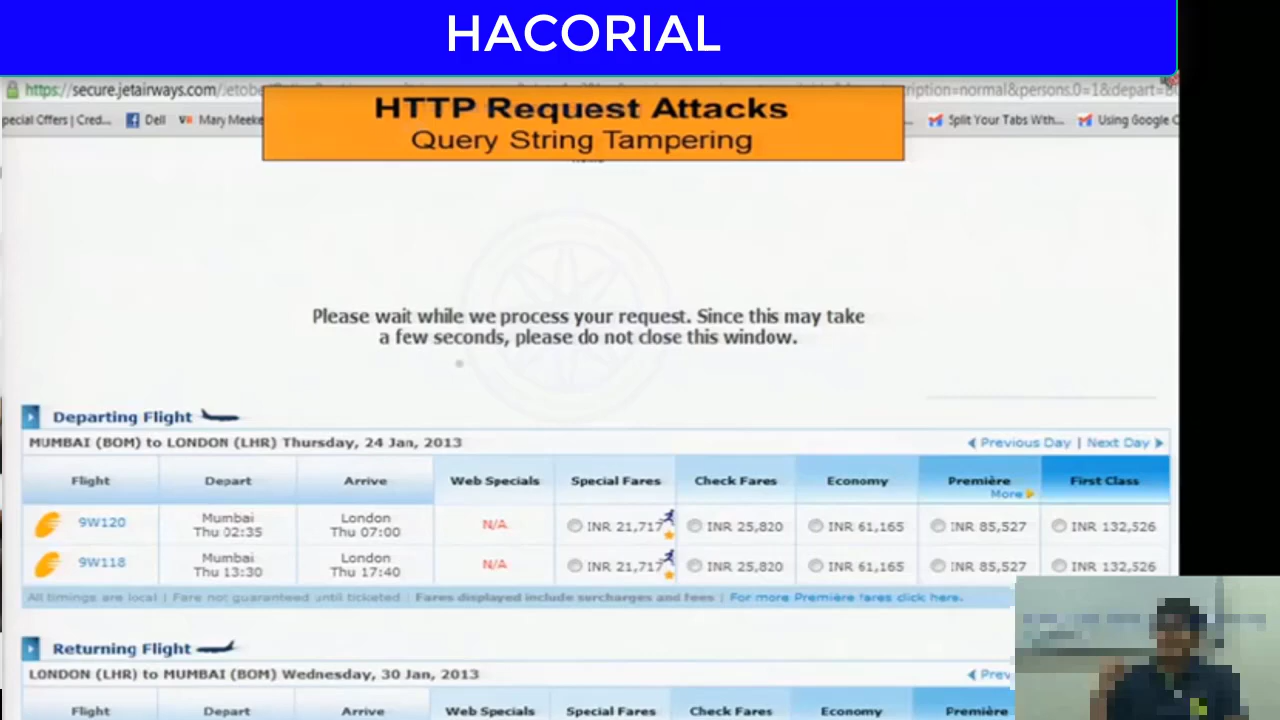 HACORIAL
https://secure.jetairways.com/
ription=normal&persons.0=1&depart=
HTTP Request Attacks
Query String Tampering
pecial Offers | Cred...
Dell
Mary Meeke
Split Your Tabs With...
Using Google
Please wait while we process your request. Since this may take
a few seconds, please do not close this window.
Departing Flight
MUMBAI (BOM) to LONDON (LHR) Thursday, 24 Jan, 2013 Previous Day | Next Day
Flight Depart Arrive Web Specials Special Fares Check Fares Economy Première First Class
More
9W120 Mumbai Thu 02:35 London Thu 07:00 N/A INR 21,717 INR 25,820 INR 61,165 INR 85,527 INR 132,526
9W118 Mumbai Thu 13:30 London Thu 17:40 N/A INR 21,717 INR 25,820 INR 61,165 INR 85,527 INR 132,526
All timings are local | Fare not guaranteed until ticketed | Fares displayed include surcharges and fees | For more Première fares click here.
Returning Flight
LONDON (LHR) to MUMBAI (BOM) Wednesday, 30 Jan, 2013 Prev
Flight Depart Arrive Web Specials Special Fares Check Fares Economy Première